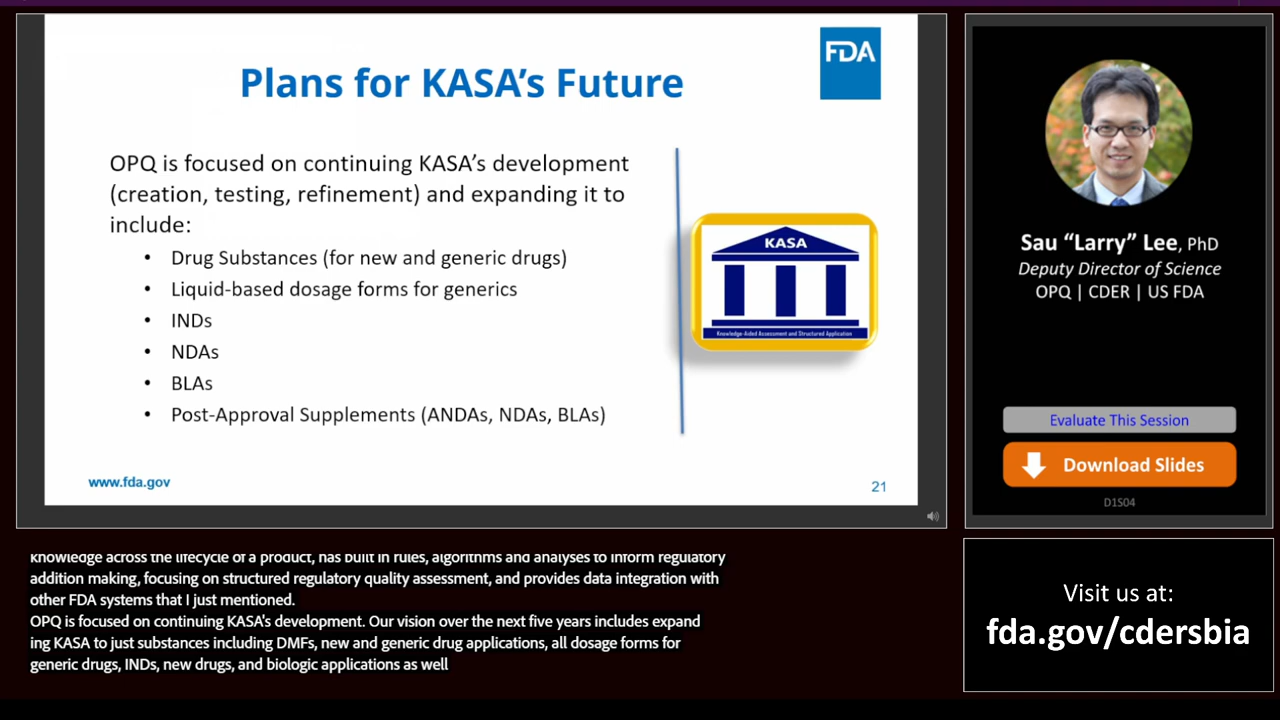 FDA
Plans for KASA's Future
OPQ is focused on continuing KASA's development
(creation, testing, refinement) and expanding it to
include:
• Drug Substances (for new and generic drugs)
• Liquid-based dosage forms for generics
• INDs
• NDAs
• BLAs
• Post-Approval Supplements (ANDAs, NDAs, BLAs)
KASA
Knowledge-Aided Assessment and Structured Application
www.fda.gov
21
Sau “Larry” Lee, PhD
Deputy Director of Science
OPQ | CDER | US FDA
Evaluate This Session
Download Slides
D1S04
knowledge across the lifecycle of a product, has built in rules, algorithms and analyses to inform regulatory
addition making, focusing on structured regulatory quality assessment, and provides data integration with
other FDA systems that I just mentioned.
OPQ is focused on continuing KASA's development. Our vision over the next five years includes expand
ing KASA to just substances including DMFs, new and generic drug applications, all dosage forms for
generic drugs, INDs, new drugs, and biologic applications as well
Visit us at:
fda.gov/cdersbia